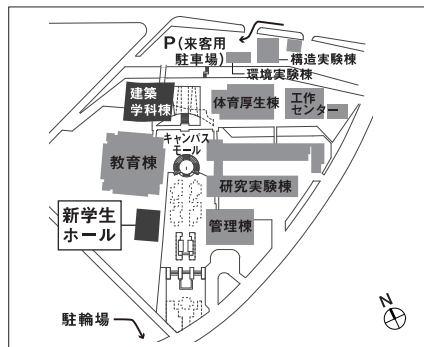 P(来客用
駐車場)
構造実験棟
環境実験棟
建築
学科棟
体育厚生棟
工作
センター
キャンパス
モール
教育棟
研究実験棟
新学生
ホール
管理棟
駐輪場
N